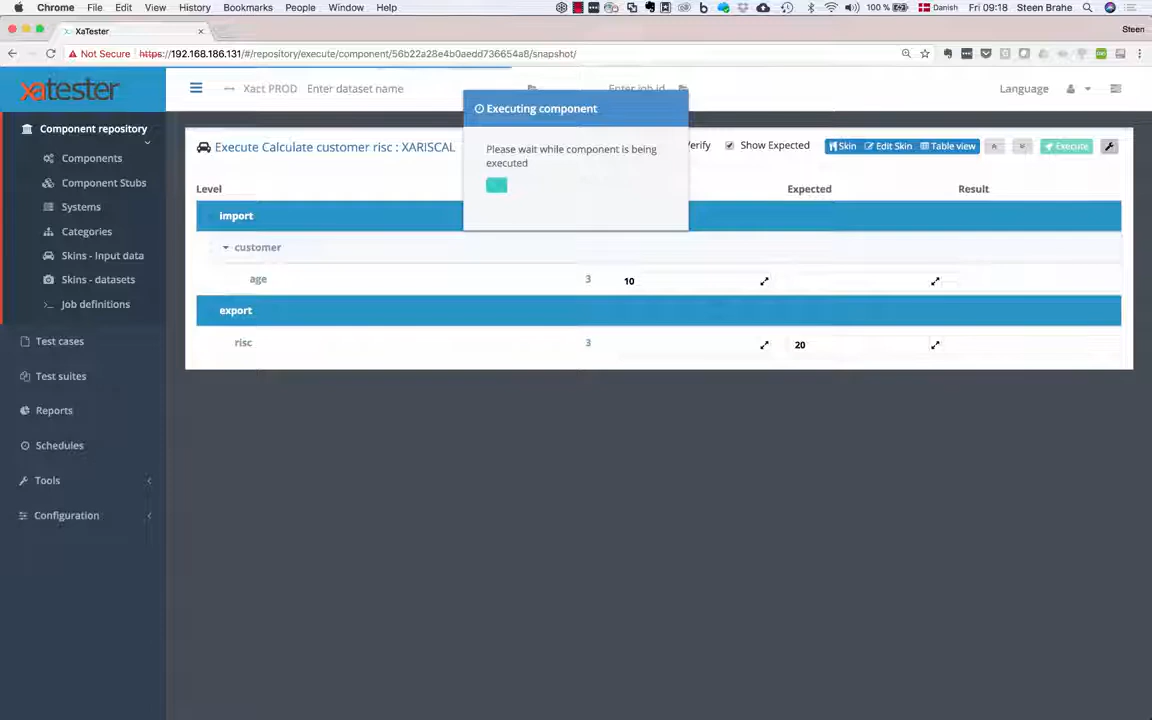 Chrome File Edit View History Bookmarks People Window Help 100 % Danish Fri 09:18 Steen Brahe
XaTester
Steen
Not Secure https://192.168.186.131/#/repository/execute/component/56b22a28e4b0aedd736654a8/snapshot/
xatester
Xact PROD Enter dataset name Enter job id Language
Executing component
Please wait while component is being
executed
Component repository
Components
Component Stubs
Systems
Categories
Skins - Input data
Skins - datasets
Job definitions
Test cases
Test suites
Reports
Schedules
Tools
Configuration
Execute Calculate customer risc : XARISCAL erify Show Expected Skin Edit Skin Table view Execute
Level Expected Result
import
customer
age 3 10
export
risc 3 20